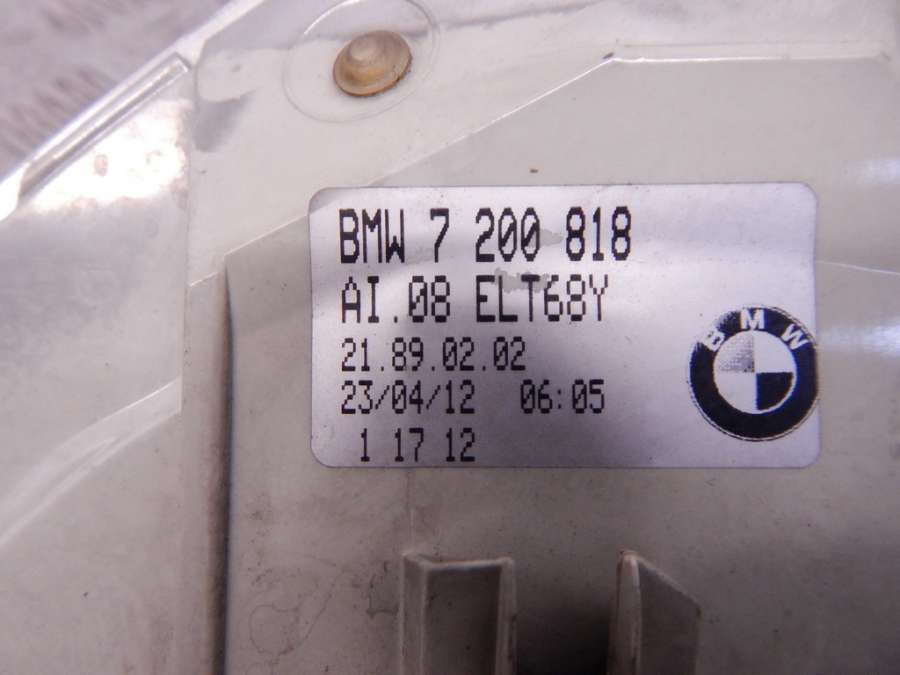 BMW 7 200 818
AI.08 ELT68Y
21.89.02.02
23/04/12 06:05
1 17 12
BMW